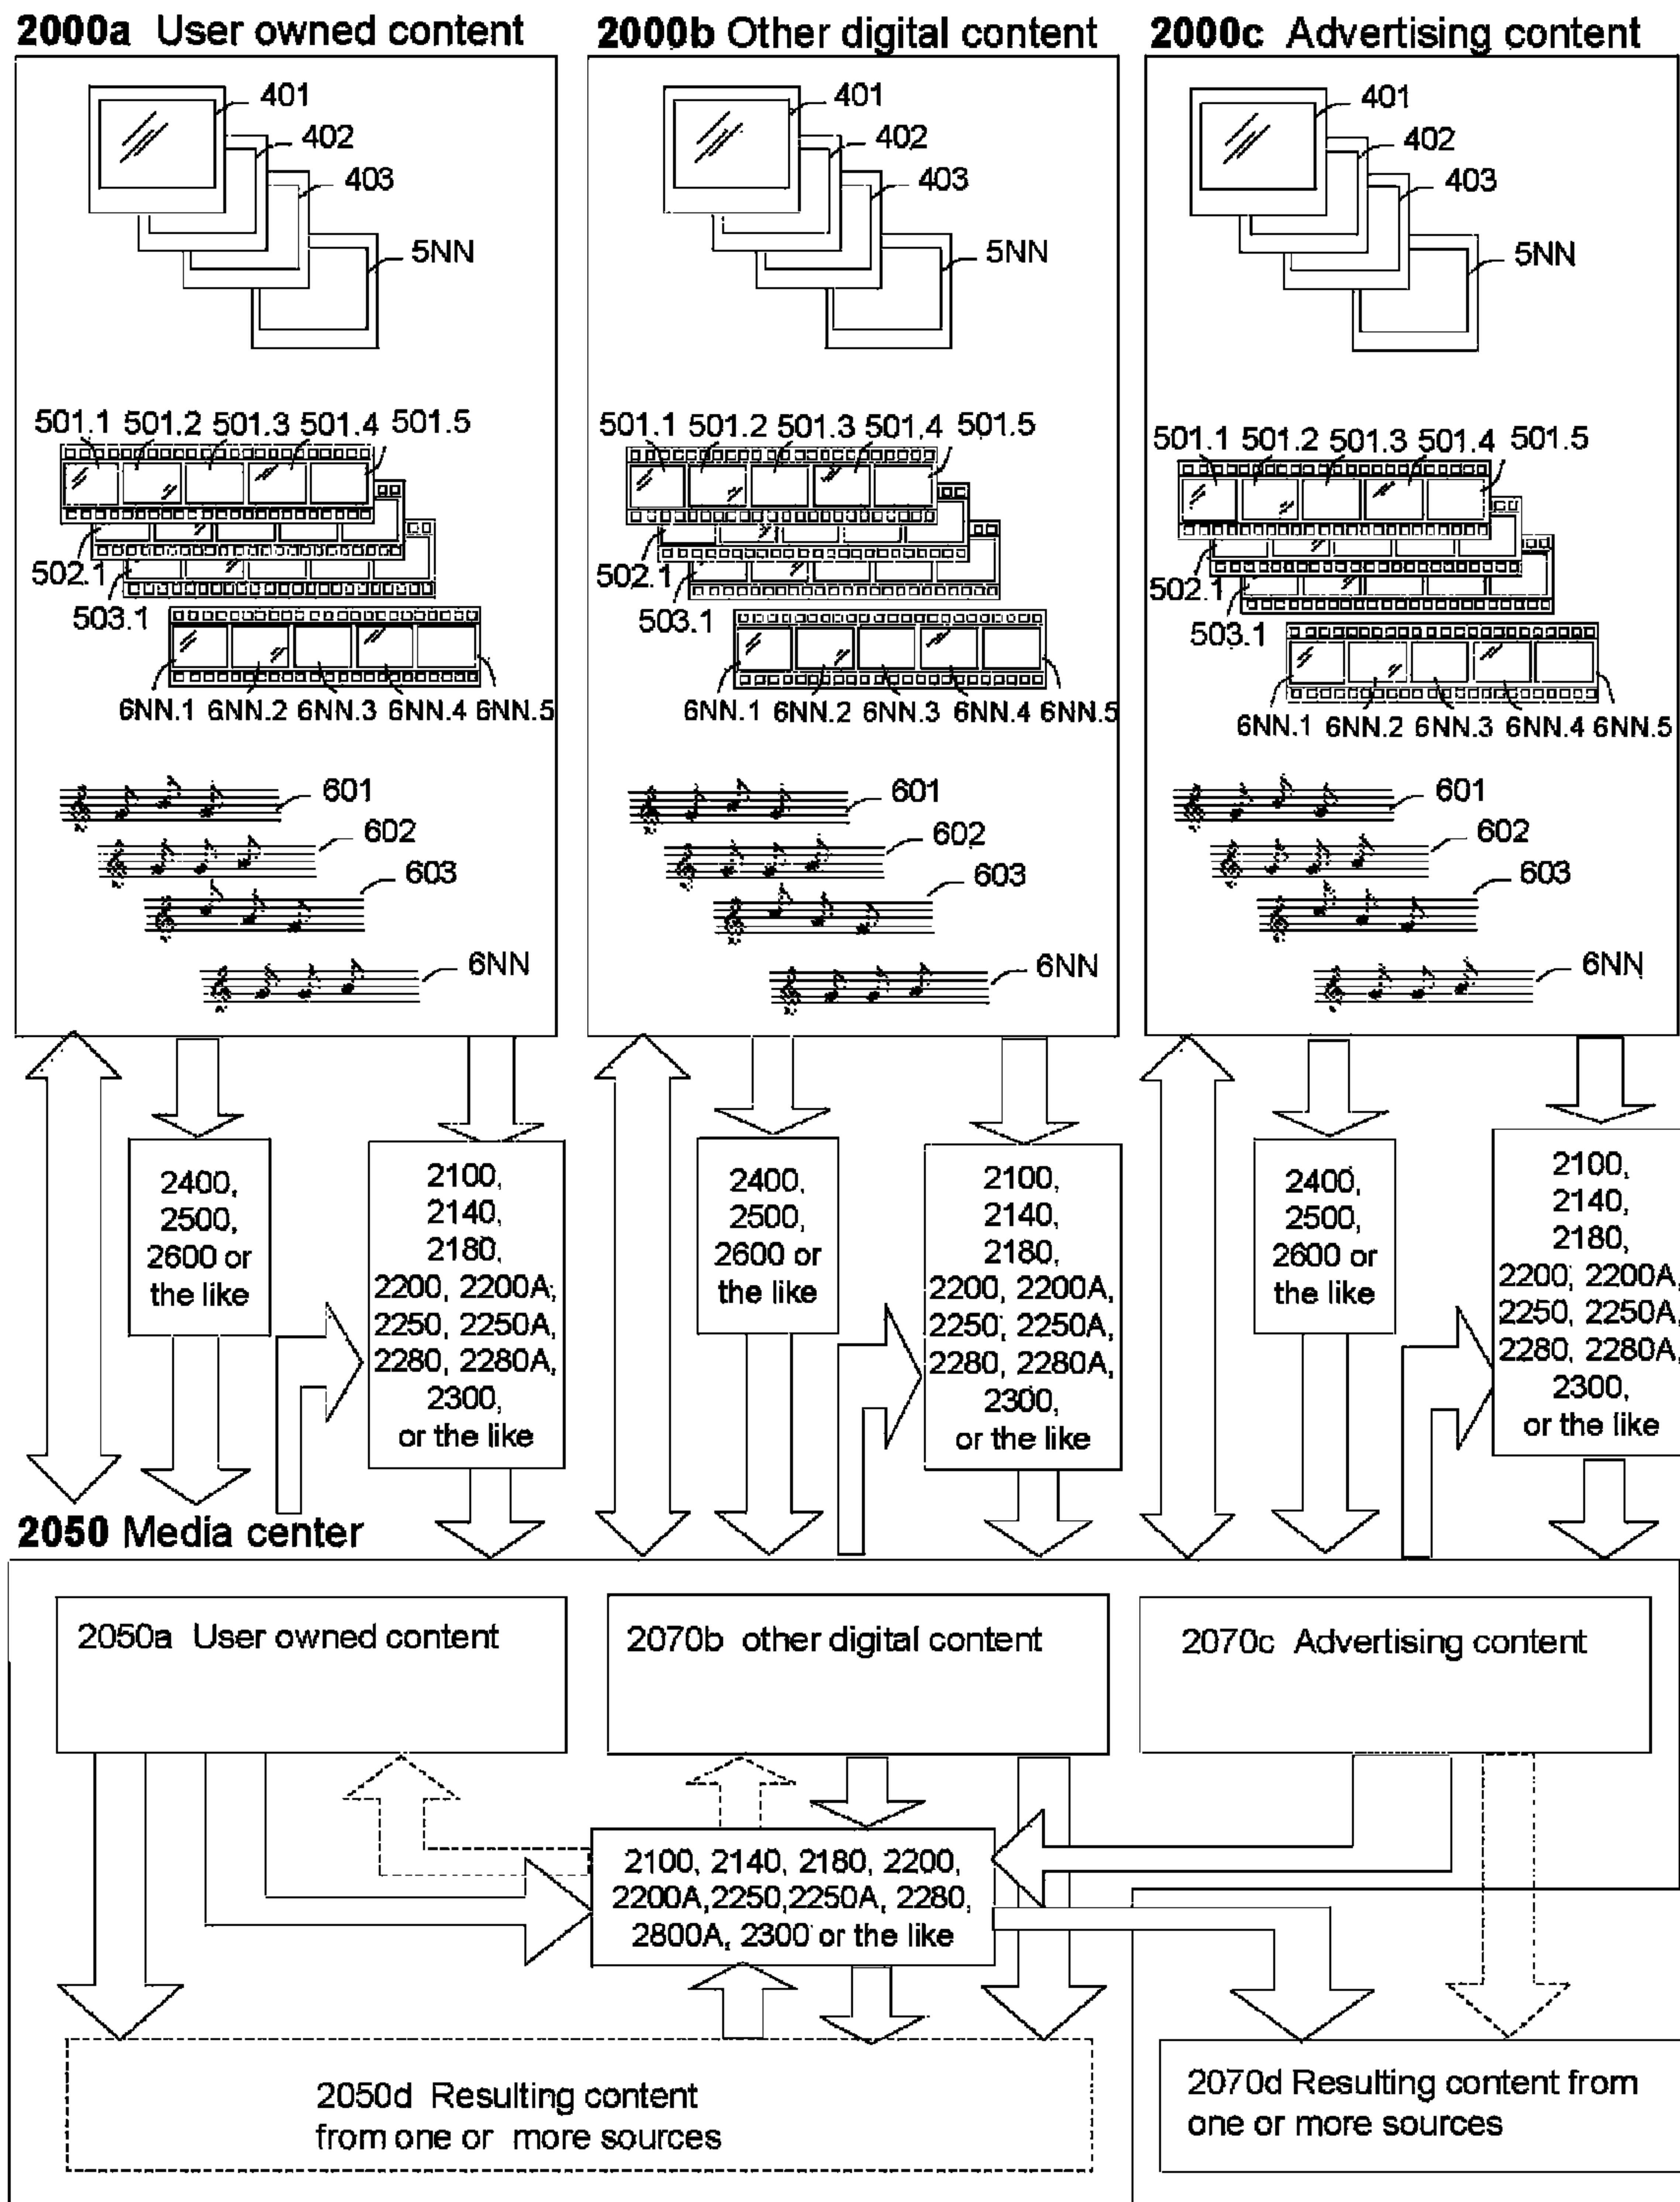 2000a User owned content
401
402
403
5NN
501.1 501.2 501.3 501.4 501.5
502.1
503.1
6NN.1 6NN.2 6NN.3 6NN.4 6NN.5
601
602
603
6NN
2400,
2500,
2600 or
the like
2100,
2140,
2180,
2200, 2200A,
2250, 2250A,
2280, 2280A,
2300,
or the like
2000b Other digital content
401
402
403
5NN
501.1 501.2 501.3 501.4 501.5
502.1
503.1
6NN.1 6NN.2 6NN.3 6NN.4 6NN.5
601
602
603
6NN
2400,
2500,
2600 or
the like
2100,
2140,
2180,
2200, 2200A,
2250, 2250A,
2280, 2280A,
2300,
or the like
2000c Advertising content
401
402
403
5NN
501.1 501.2 501.3 501.4 501.5
502.1
503.1
6NN.1 6NN.2 6NN.3 6NN.4 6NN.5
601
602
603
6NN
2400,
2500,
2600 or
the like
2100,
2140,
2180,
2200, 2200A,
2250, 2250A,
2280, 2280A,
2300,
or the like
2050 Media center
2050a User owned content
2070b other digital content
2070c Advertising content
2100, 2140, 2180, 2200,
2200A,2250,2250A, 2280,
2800A, 2300 or the like
2050d Resulting content
from one or more sources
2070d Resulting content from
one or more sources